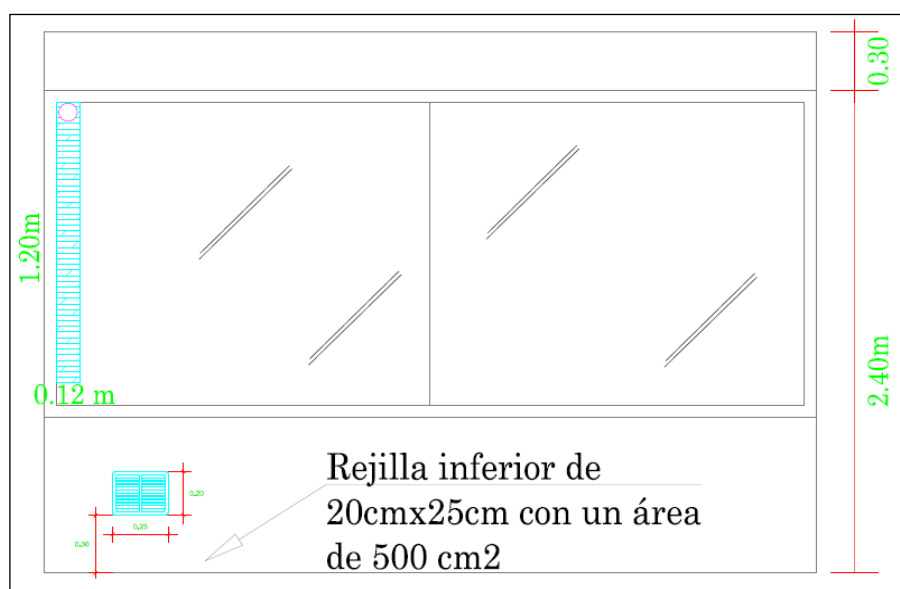 0.30
1.20m
2.40m
0.12 m
0.20
0.25
0.30
Rejilla inferior de
20cmx25cm con un área
de 500 cm2